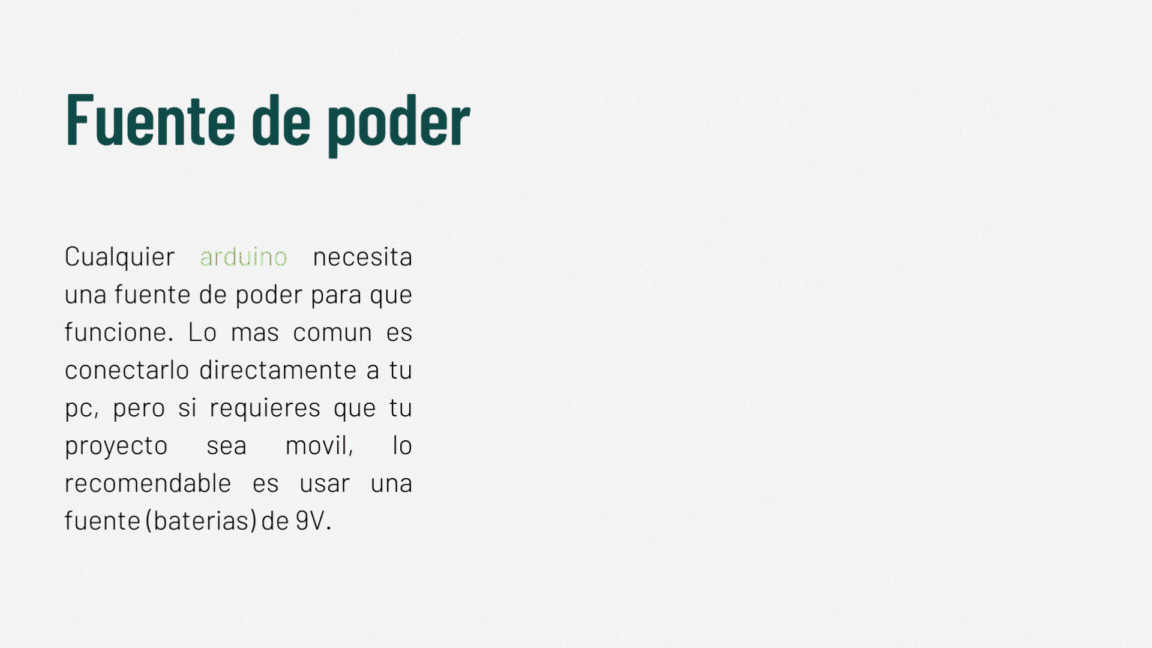 Fuente de poder
Cualquier arduino necesita
una fuente de poder para que
funcione. Lo mas comun es
conectarlo directamente a tu
pc, pero si requieres que tu
proyecto sea movil, lo
recomendable es usar una
fuente (baterias) de 9V.